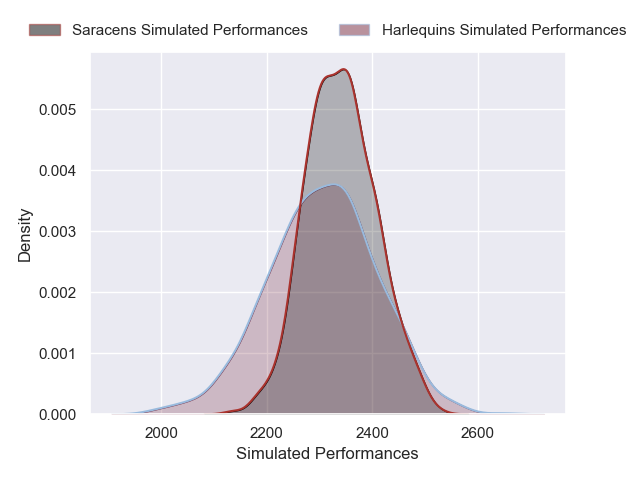 Saracens Simulated Performances Harlequins Simulated Performances
0.005
0.004
0.003
0.002
0.001
0.000
Density
2000 2200 2400 2600
Simulated Performances